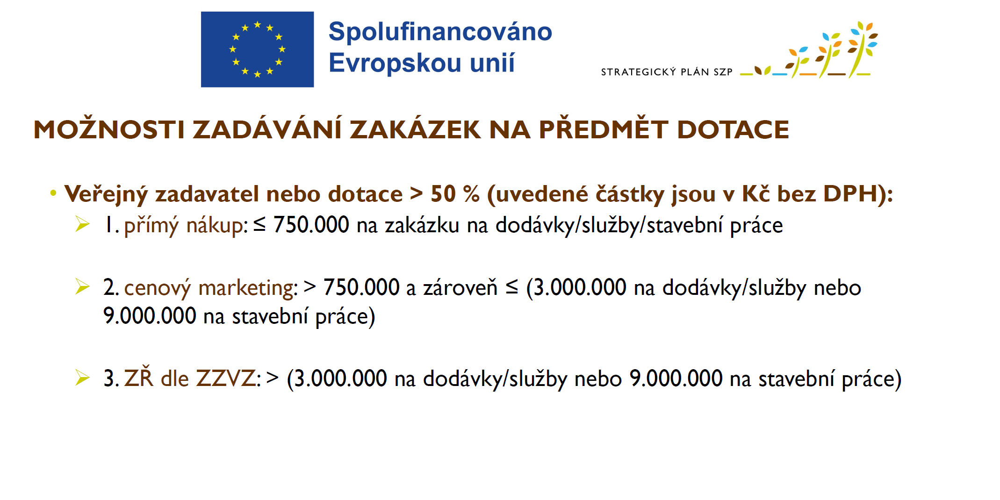 Spolufinancováno
Evropskou unií
STRATEGICKÝ PLÁN SZP
MOŽNOSTI ZADÁVÁNÍ ZAKÁZEK NA PŘEDMĚT DOTACE
• Veřejný zadavatel nebo dotace > 50 % (uvedené částky jsou v Kč bez DPH):
➢ 1. přímý nákup: ≤ 750.000 na zakázku na dodávky/služby/stavební práce
➢ 2. cenový marketing: > 750.000 a zároveň ≤ (3.000.000 na dodávky/služby nebo
9.000.000 na stavební práce)
➢ 3. ZŘ dle ZZVZ: > (3.000.000 na dodávky/služby nebo 9.000.000 na stavební práce)